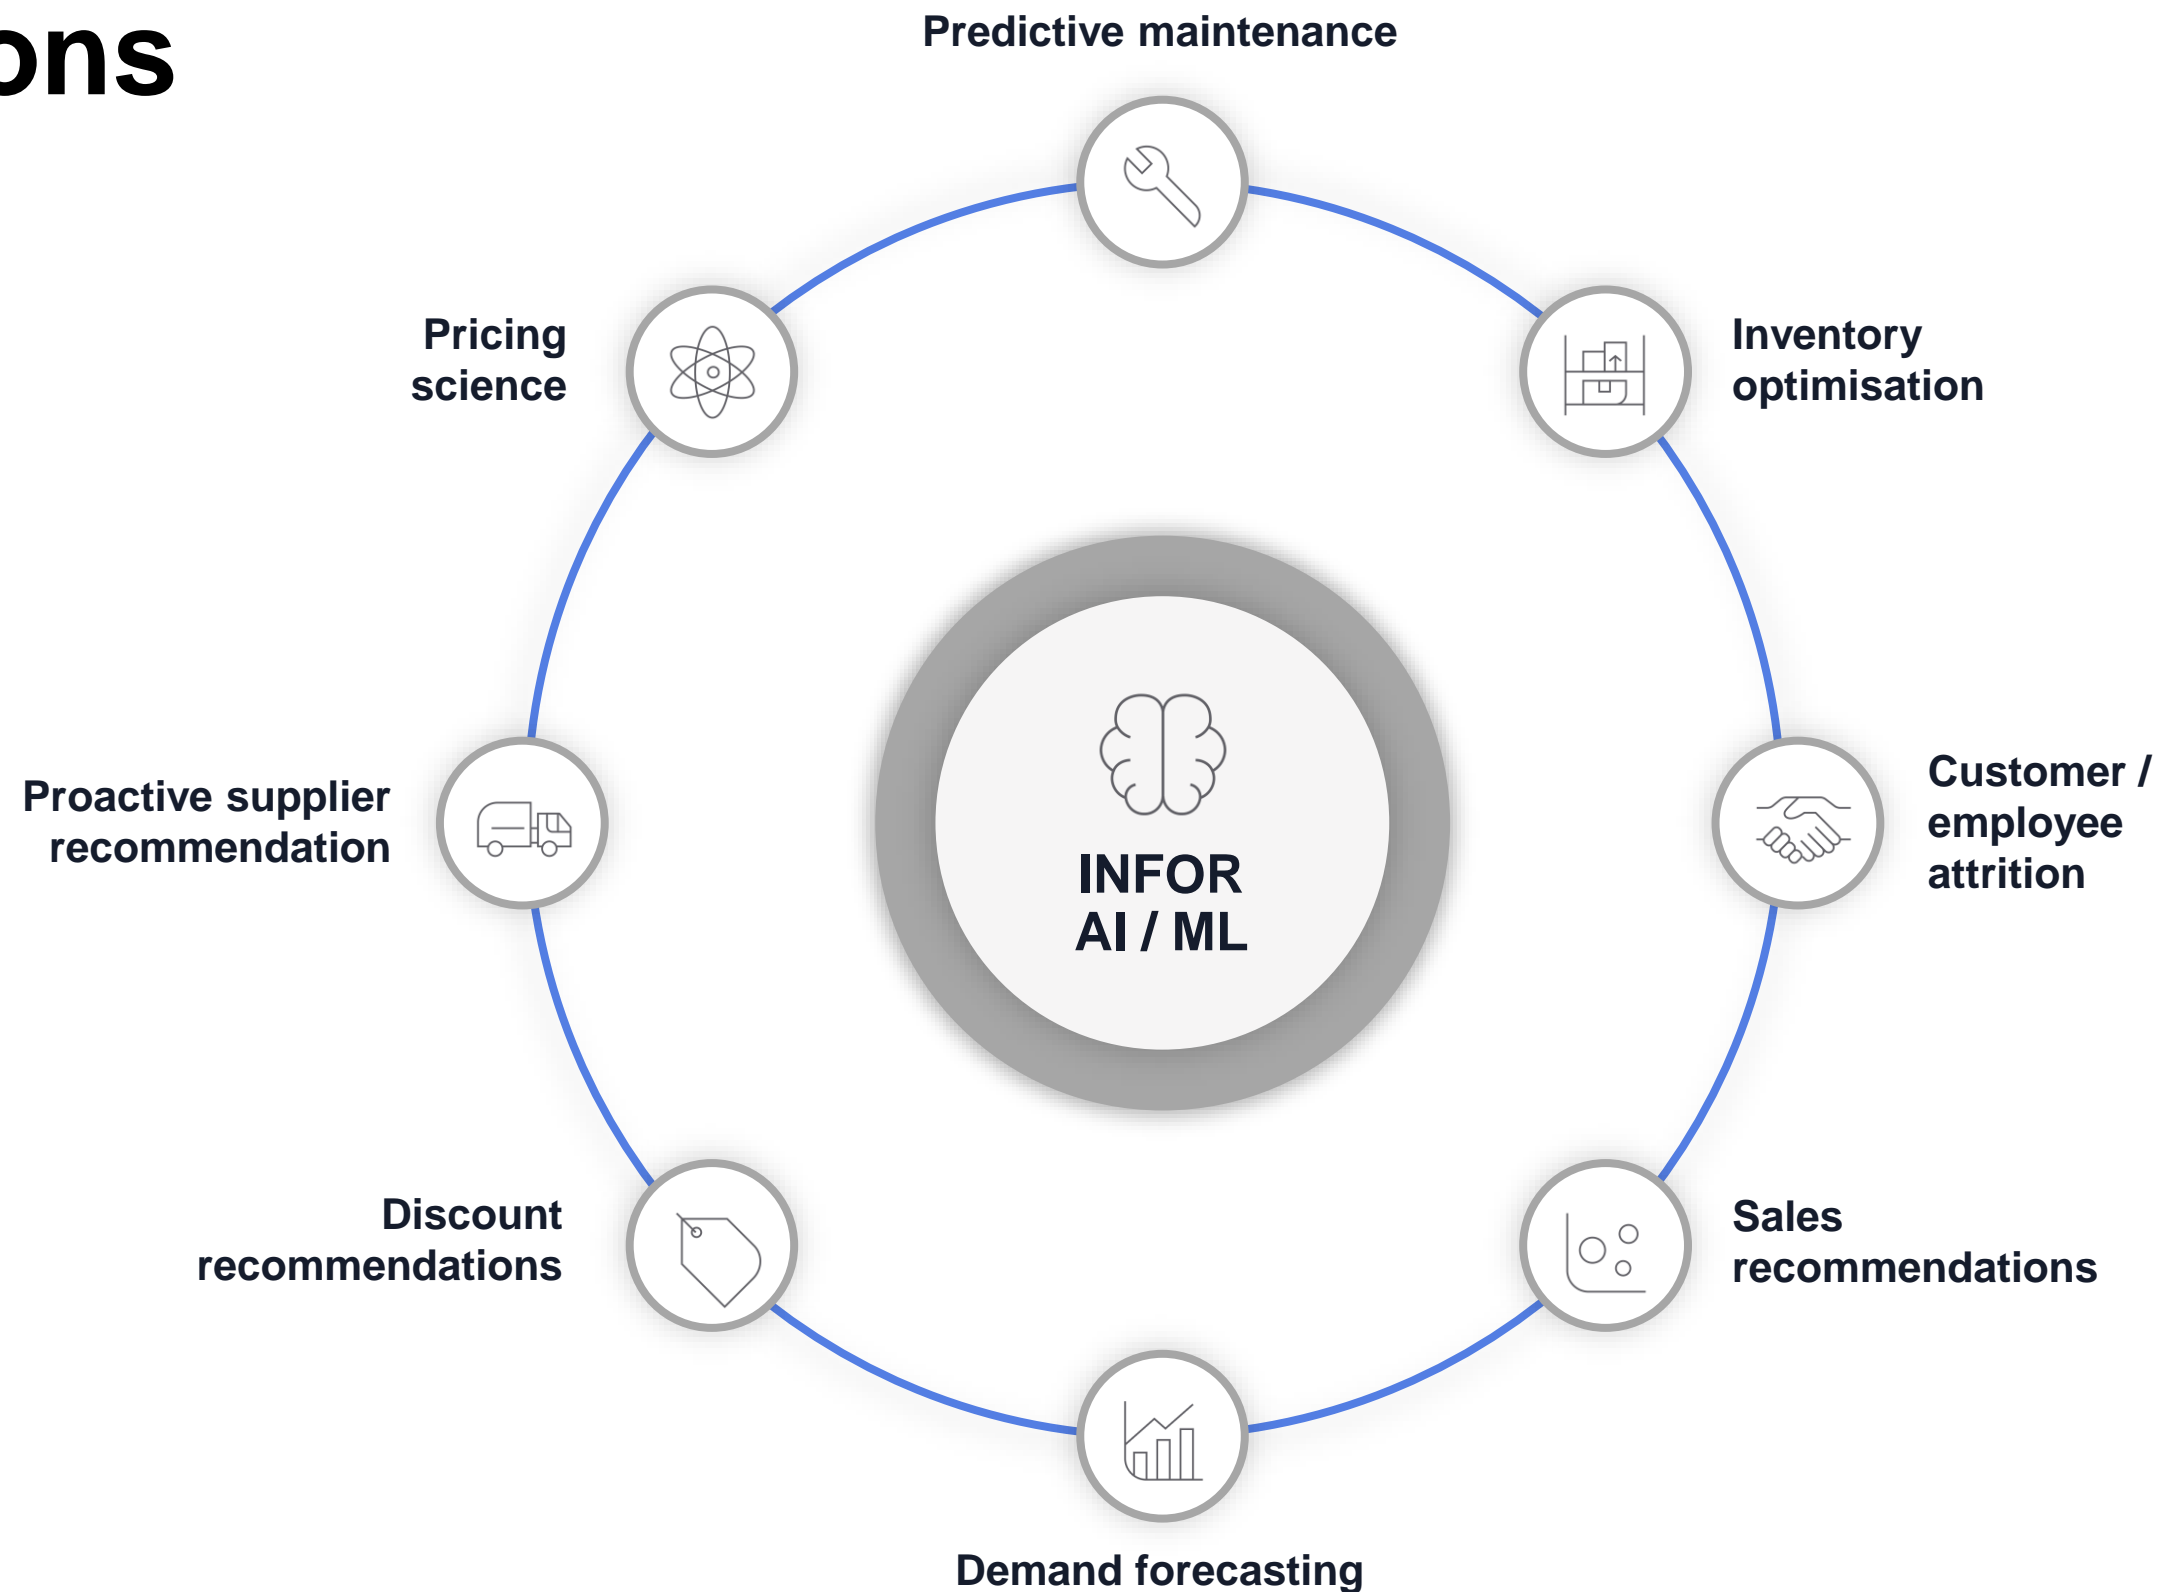 ons
Predictive maintenance
Pricing
science
Inventory
optimisation
Proactive supplier
recommendation
INFOR
AI / ML
Customer /
employee
attrition
Discount
recommendations
Sales
recommendations
Demand forecasting